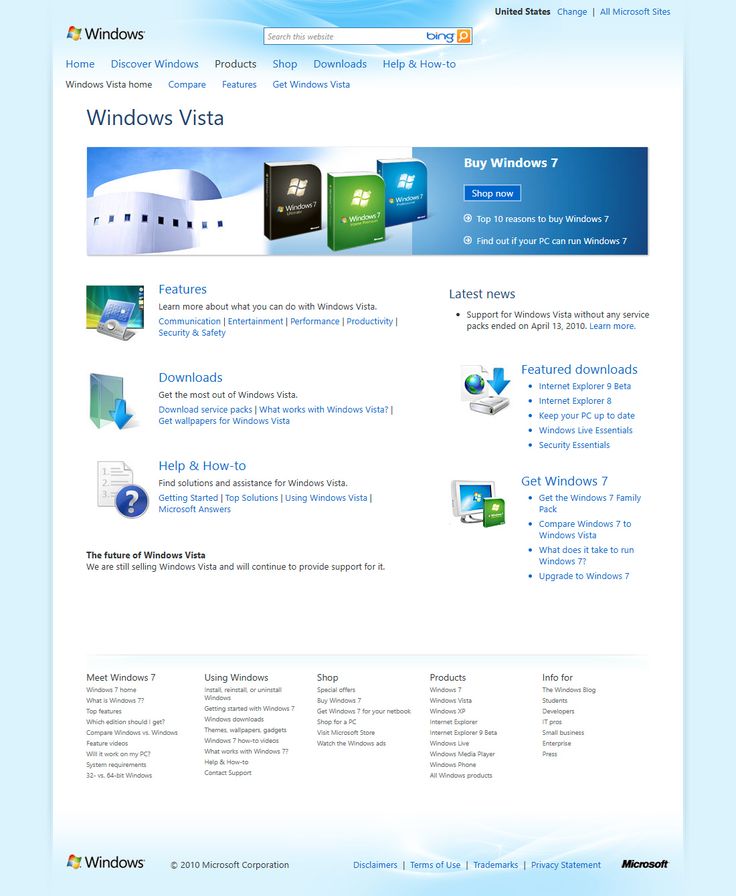 United States Change | All Microsoft Sites
Windows
Search this website bing
Home Discover Windows Products Shop Downloads Help & How-to
Windows Vista home Compare Features Get Windows Vista
Windows Vista
Windows 7
Ultimate
Windows 7
Home Premium
Windows 7
Professional
Buy Windows 7
Shop now
Top 10 reasons to buy Windows 7
Find out if your PC can run Windows 7
Features
Learn more about what you can do with Windows Vista.
Communication | Entertainment | Performance | Productivity |
Security & Safety
Downloads
Get the most out of Windows Vista.
Download service packs | What works with Windows Vista? |
Get wallpapers for Windows Vista
1.
2.
3.
?
Help & How-to
Find solutions and assistance for Windows Vista.
Getting Started | Top Solutions | Using Windows Vista |
Microsoft Answers
The future of Windows Vista
We are still selling Windows Vista and will continue to provide support for it.
Latest news
• Support for Windows Vista without any service
packs ended on April 13, 2010. Learn more.
Featured downloads
• Internet Explorer 9 Beta
• Internet Explorer 8
• Keep your PC up to date
• Windows Live Essentials
• Security Essentials
Get Windows 7
• Get the Windows 7 Family
Pack
• Compare Windows 7 to
Windows Vista
• What does it take to run
Windows 7?
• Upgrade to Windows 7
Meet Windows 7
Windows 7 home
What is Windows 7?
Top features
Which edition should I get?
Compare Windows vs. Windows
Feature videos
Will it work on my PC?
System requirements
32- vs. 64-bit Windows
Using Windows
Install, reinstall, or uninstall
Windows
Getting started with Windows 7
Windows downloads
Themes, wallpapers, gadgets
Windows 7 how-to videos
What works with Windows 7?
Help & How-to
Contact Support
Shop
Special offers
Buy Windows 7
Get Windows 7 for your netbook
Shop for a PC
Visit Microsoft Store
Watch the Windows ads
Products
Windows 7
Windows Vista
Windows XP
Internet Explorer
Internet Explorer 9 Beta
Windows Live
Windows Media Player
Windows Phone
All Windows products
Info for
The Windows Blog
Students
Developers
IT pros
Small business
Enterprise
Press
Windows © 2010 Microsoft Corporation Disclaimers | Terms of Use | Trademarks | Privacy Statement Microsoft